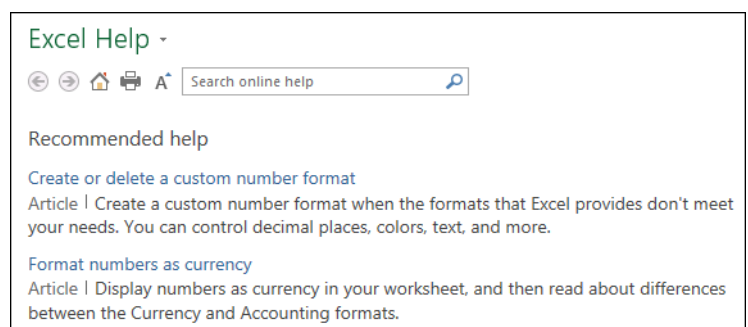 Excel Help
A
Search online help
Recommended help
Create or delete a custom number format
Article | Create a custom number format when the formats that Excel provides don't meet
your needs. You can control decimal places, colors, text, and more.
Format numbers as currency
Article | Display numbers as currency in your worksheet, and then read about differences
between the Currency and Accounting formats.